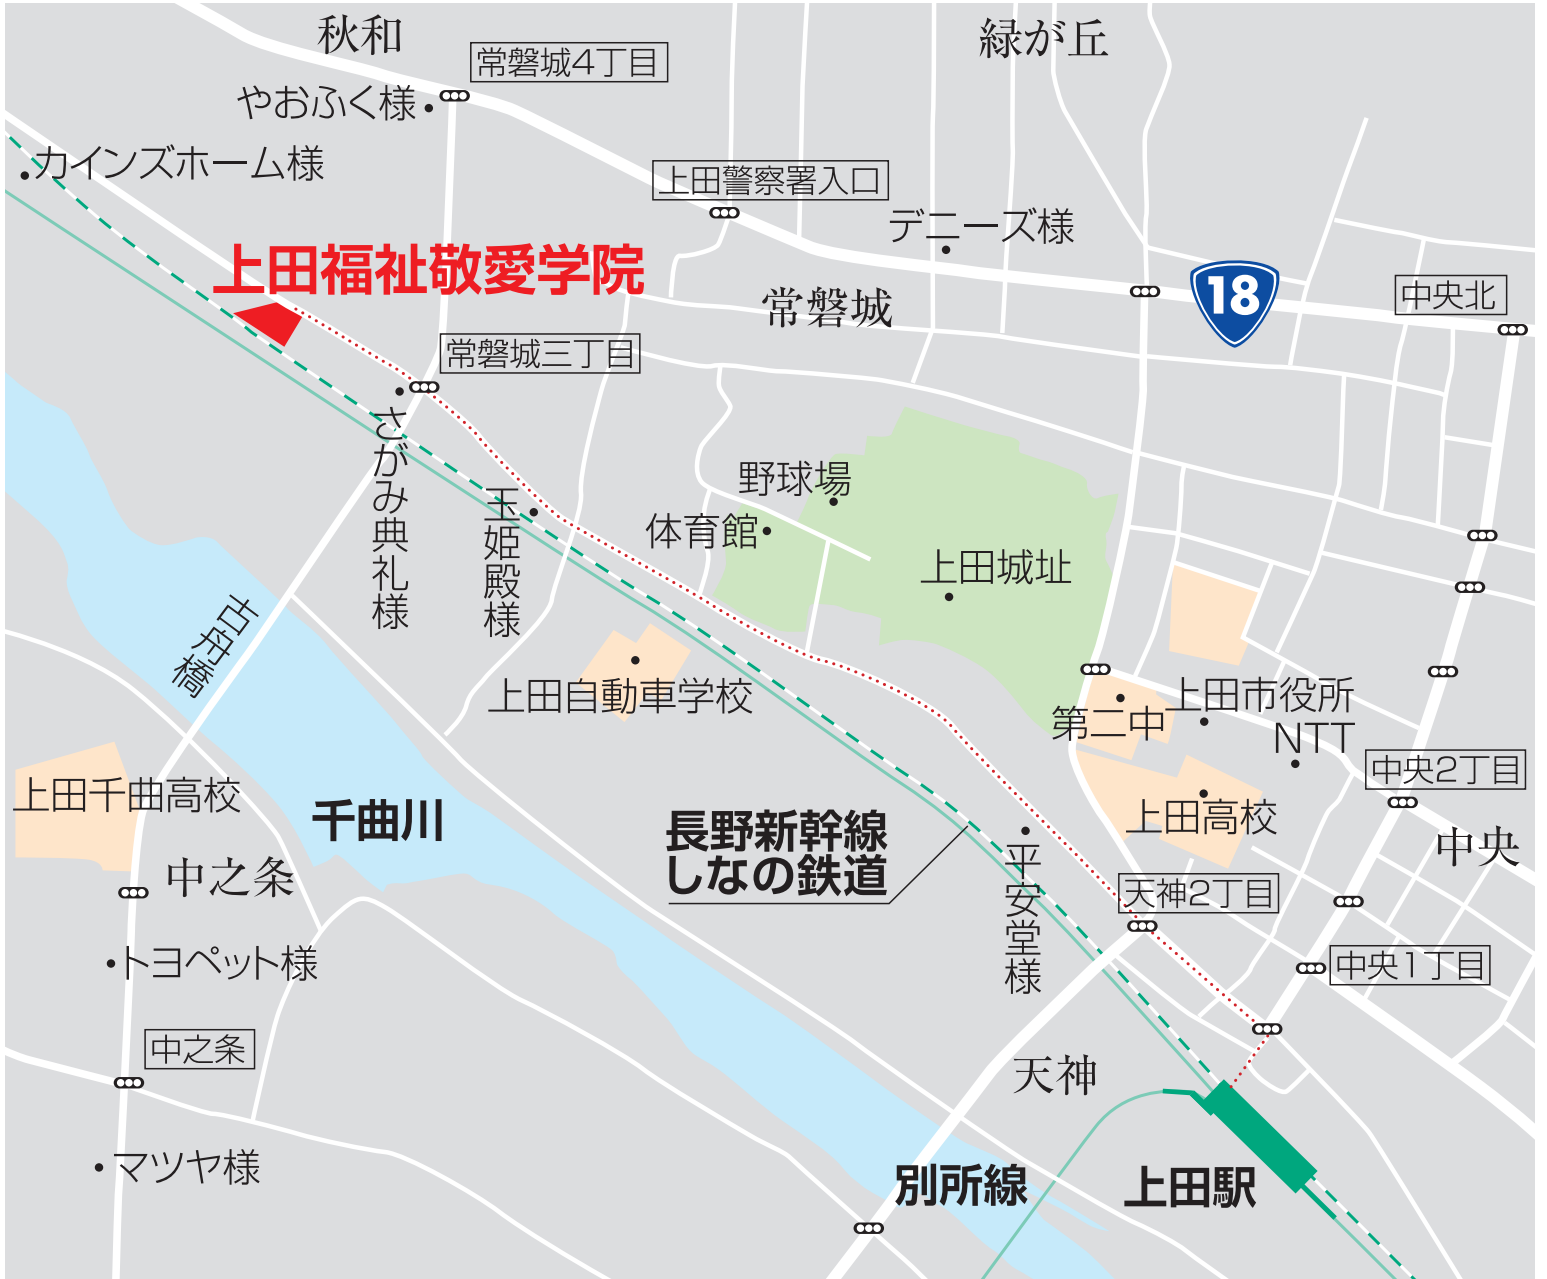 秋和
緑が丘
常磐城4丁目
やおふく様
カインズホーム様
上田警察署入口
デニーズ様
上田福祉敬愛学院
常磐城
18
中央北
常磐城三丁目
さがみ典礼様
野球場
玉姫殿様
体育館
上田城址
古舟橋
上田自動車学校
第二中
上田市役所
NTT
上田千曲高校
千曲川
長野新幹線
しなの鉄道
上田高校
中央2丁目
中央
平安堂様
中之条
天神2丁目
トヨペット様
中央1丁目
中之条
天神
マツヤ様
別所線
上田駅